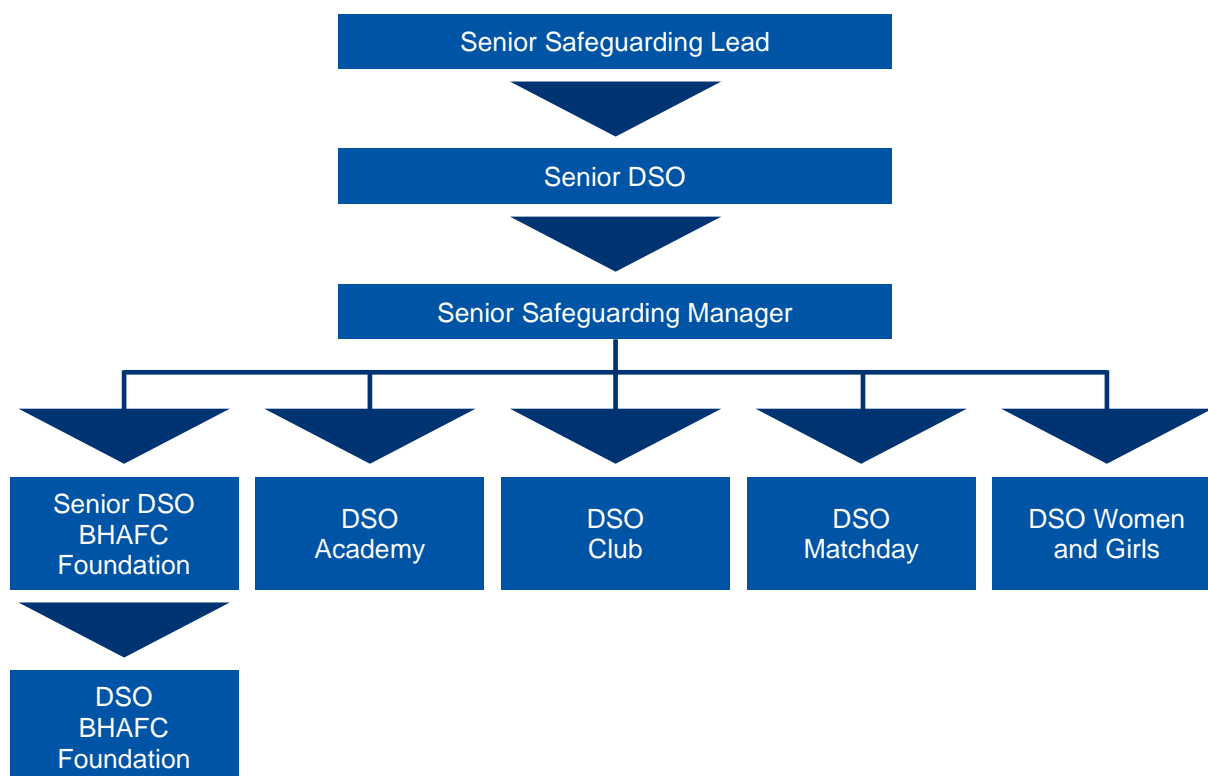 Senior Safeguarding Lead
Senior DSO
Senior Safeguarding Manager
Senior DSO
BHAFC
Foundation
DSO
Academy
DSO
Club
DSO
Matchday
DSO Women
and Girls
DSO
BHAFC
Foundation